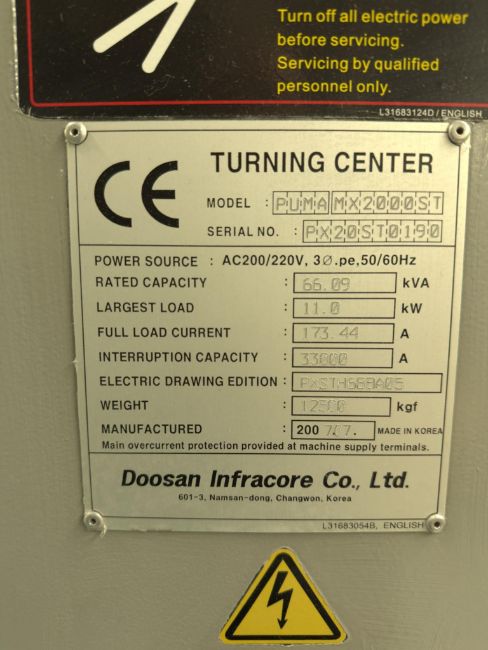 Turn off all electric power
before servicing.
Servicing by qualified
personnel only.
L31683124D / ENGLISH
CE
TURNING CENTER
MODEL : PUMA MX2000ST
SERIAL NO. : PX20ST0190
POWER SOURCE : AC200/220V, 3Ø.pe,50/60Hz
RATED CAPACITY : 66.09 kVA
LARGEST LOAD : 11.0 kW
FULL LOAD CURRENT : 173.44 A
INTERRUPTION CAPACITY : A
ELECTRIC DRAWING EDITION :
WEIGHT : kgf
MANUFACTURED : 200 MADE IN KOREA
Main overcurrent protection provided at machine supply terminals.
Doosan Infracore Co., Ltd.
601-3, Namsan-dong, Changwon, Korea
L31683054B, ENGLISH